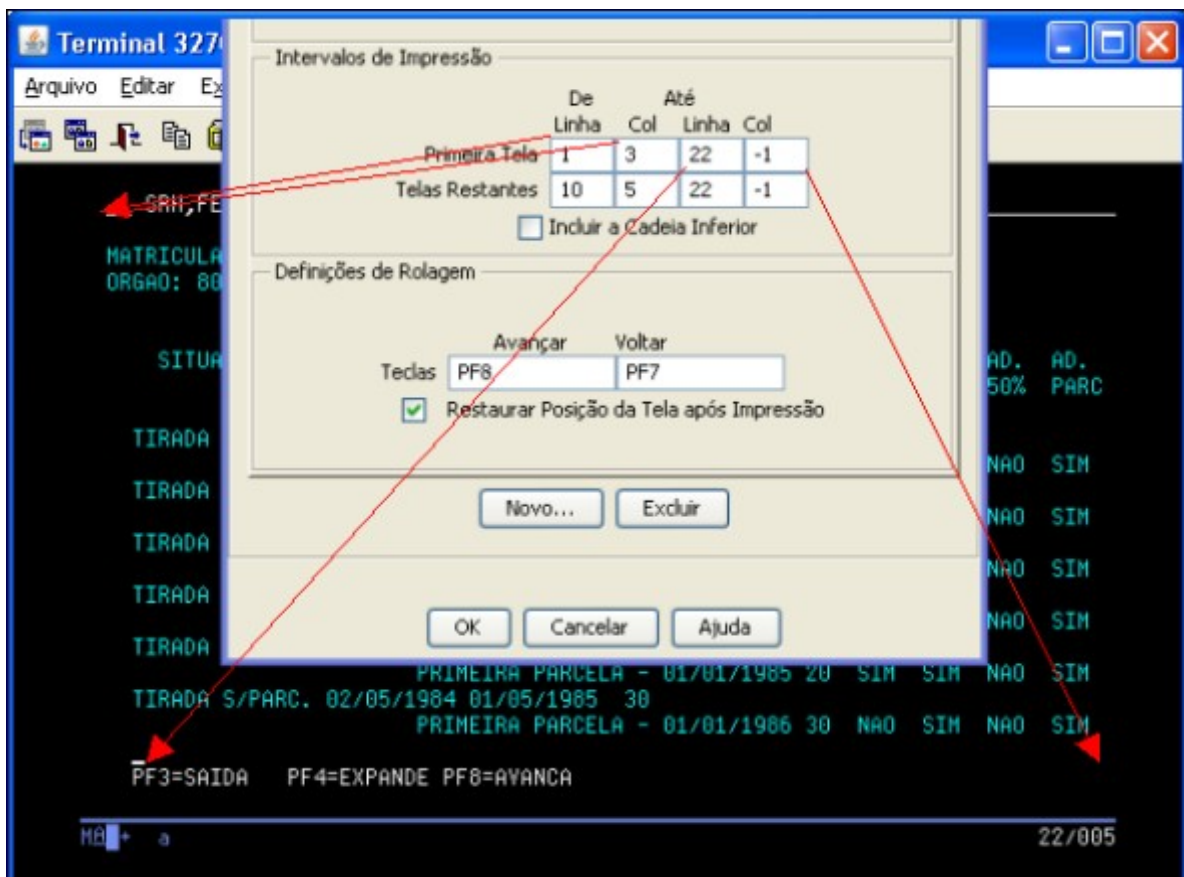 Terminal 327
Arquivo Editar Ex
Intervalos de Impressão
De Até
Linha Col Linha Col
Primeira Tela 1 3 22 -1
Telas Restantes 10 5 22 -1
Incluir a Cadeia Inferior
SRH,FE
MATRICULA
ORGAO: 80
Definições de Rolagem
Avançar Voltar
Teclas PF8 PF7
Restaurar Posição da Tela após Impressão
SITUA AD. AD.
50% PARC
TIRADA
NAO SIM
TIRADA
NAO SIM
TIRADA
NAO SIM
TIRADA
NAO SIM
TIRADA
Novo... Excluir
OK Cancelar Ajuda
PRIMEIRA PARCELA - 01/01/1985 20 SIM SIM NAO SIM
TIRADA S/PARC. 02/05/1984 01/05/1985 30
PRIMEIRA PARCELA - 01/01/1986 30 NAO SIM NAO SIM
PF3=SAIDA PF4=EXPANDE PF8=AVANCA
MA + a 22/005